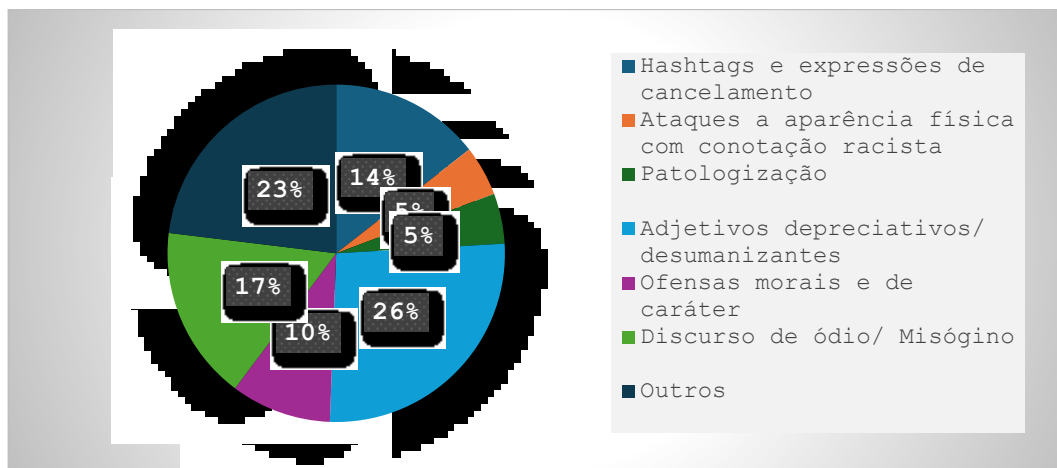 23%
14%
5%
5%
17%
26%
10%
Hashtags e expressões de
cancelamento
Ataques a aparência física
com conotação racista
Patologização
Adjetivos depreciativos/
desumanizantes
Ofensas morais e de
caráter
Discurso de ódio/ Misógino
Outros